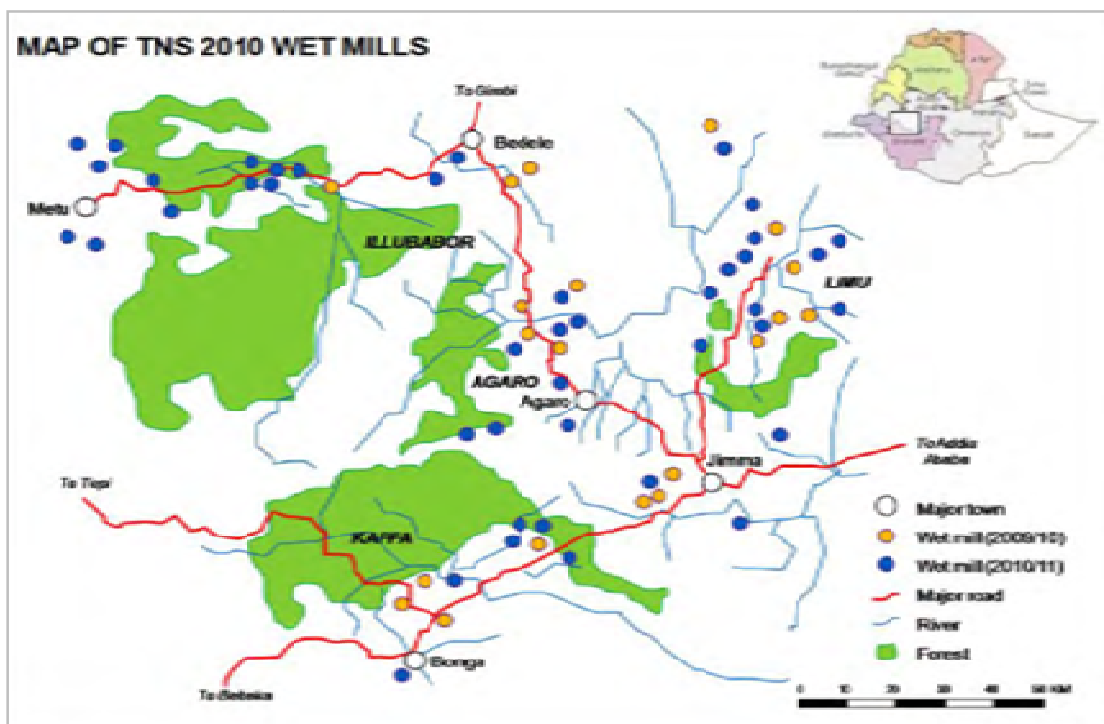 MAP OF TNS 2010 WET MILLS
To Gimbi
Bedele
Metu
ILLUBABOR
LIMU
AGARO
Agaro
Jimma
To Addis
Ababa
To Tepi
KAFFA
Bonga
Major town
Wet mill (2009/10)
Wet mill (2010/11)
Major road
River
Forest
0 10 20 30 40 50 KM